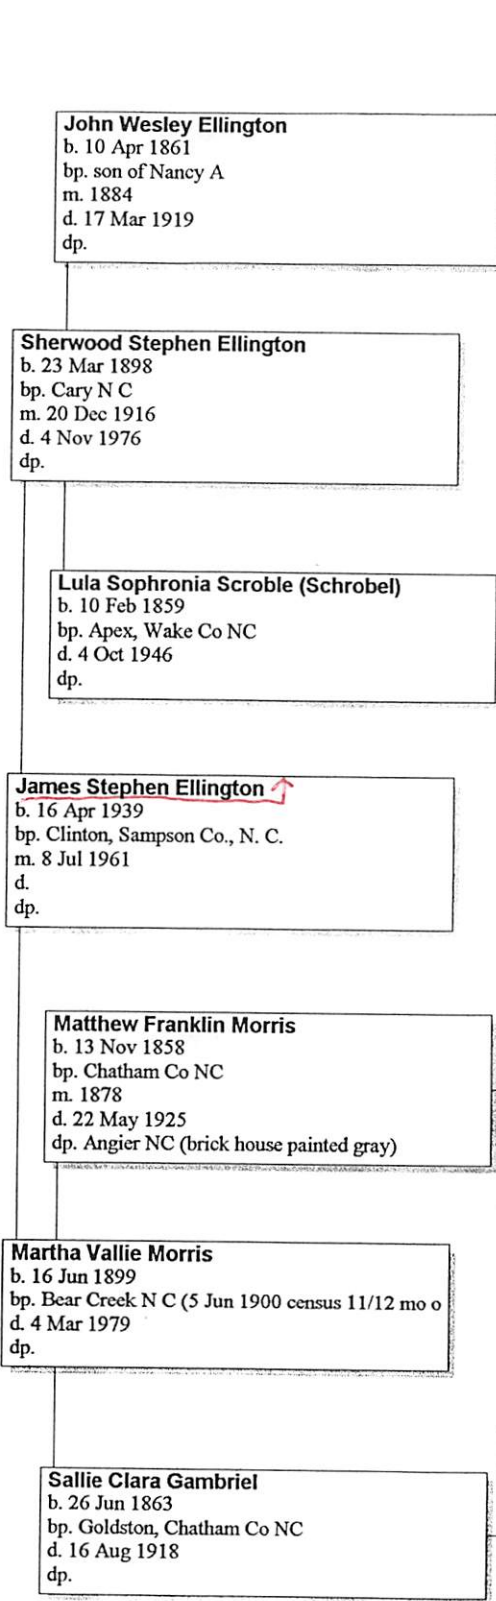 John Wesley Ellington
b. 10 Apr 1861
bp. son of Nancy A
m. 1884
d. 17 Mar 1919
dp.
Sherwood Stephen Ellington
b. 23 Mar 1898
bp. Cary N C
m. 20 Dec 1916
d. 4 Nov 1976
dp.
Lula Sophronia Scroble (Schrobel)
b. 10 Feb 1859
bp. Apex, Wake Co NC
d. 4 Oct 1946
dp.
James Stephen Ellington
b. 16 Apr 1939
bp. Clinton, Sampson Co., N. C.
m. 8 Jul 1961
d.
dp.
Matthew Franklin Morris
b. 13 Nov 1858
bp. Chatham Co NC
m. 1878
d. 22 May 1925
dp. Angier NC (brick house painted gray)
Martha Vallie Morris
b. 16 Jun 1899
bp. Bear Creek N C (5 Jun 1900 census 11/12 mo o
d. 4 Mar 1979
dp.
Sallie Clara Gambriel
b. 26 Jun 1863
bp. Goldston, Chatham Co NC
d. 16 Aug 1918
dp.